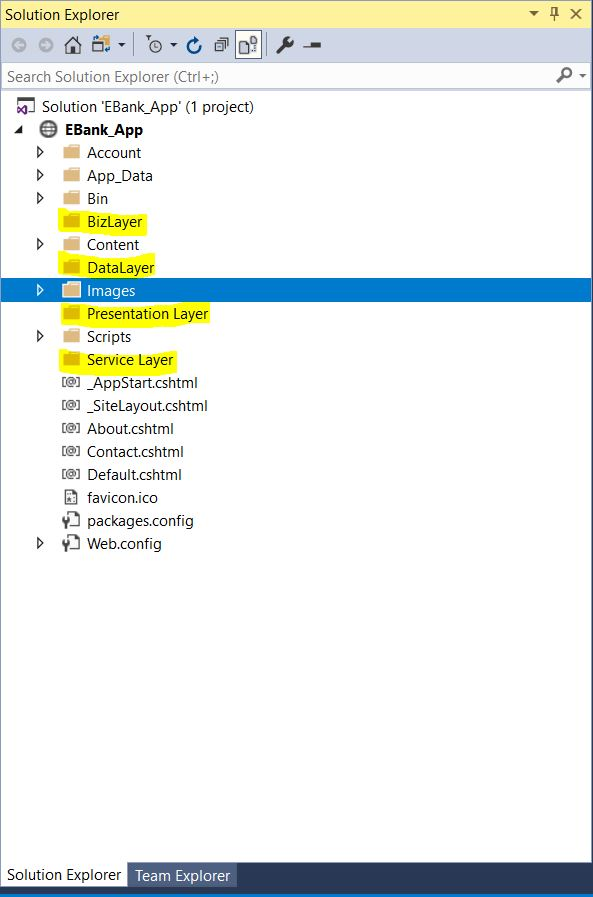 Solution Explorer
Search Solution Explorer (Ctrl+;)
Solution 'EBank_App' (1 project)
EBank_App
Account
App_Data
Bin
BizLayer
Content
DataLayer
Images
Presentation Layer
Scripts
Service Layer
[@] _AppStart.cshtml
[@] _SiteLayout.cshtml
[@] About.cshtml
[@] Contact.cshtml
[@] Default.cshtml
favicon.ico
packages.config
Web.config
Solution Explorer Team Explorer